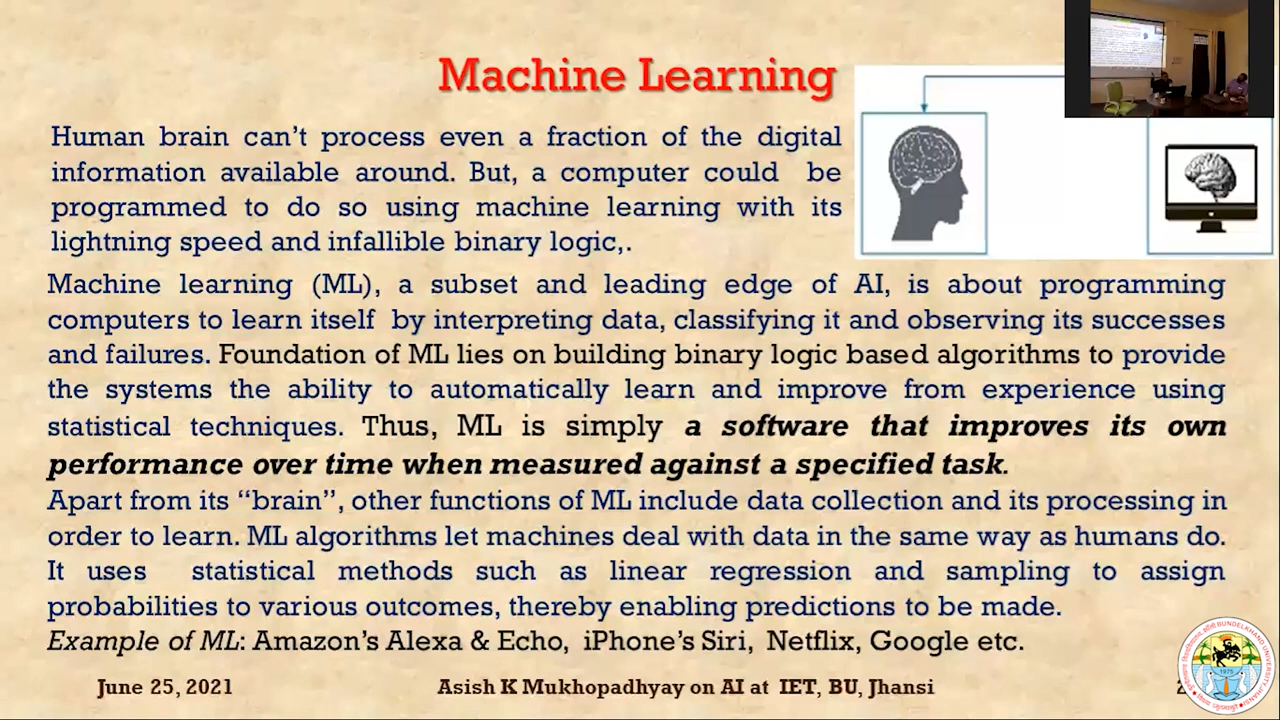 Machine Learning
Human brain can't process even a fraction of the digital
information available around. But, a computer could be
programmed to do so using machine learning with its
lightning speed and infallible binary logic,.
Machine learning (ML), a subset and leading edge of AI, is about programming
computers to learn itself by interpreting data, classifying it and observing its successes
and failures. Foundation of ML lies on building binary logic based algorithms to provide
the systems the ability to automatically learn and improve from experience using
statistical techniques. Thus, ML is simply a software that improves its own
performance over time when measured against a specified task.
Apart from its “brain”, other functions of ML include data collection and its processing in
order to learn. ML algorithms let machines deal with data in the same way as humans do.
It uses statistical methods such as linear regression and sampling to assign
probabilities to various outcomes, thereby enabling predictions to be made.
Example of ML: Amazon's Alexa & Echo, iPhone's Siri, Netflix, Google etc.
June 25, 2021 Asish K Mukhopadhyay on AI at IET, BU, Jhansi
BUNDELKHAND UNIVERSITY JHANSI
1975